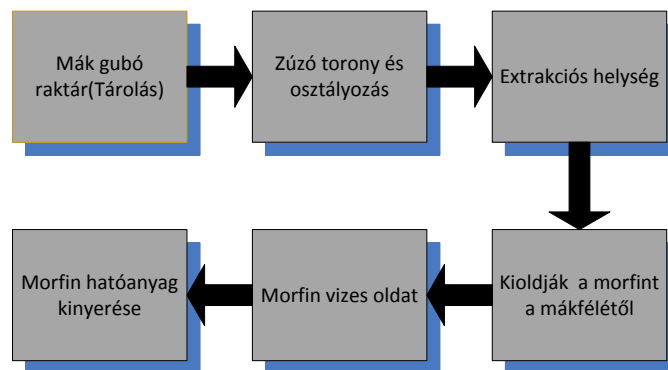 Mák gubó
raktár(Tárolás)
Zúzó torony és
osztályozás
Extrakciós helység
Kioldják a morfint
a mákfélétől
Morfin vizes oldat
Morfin hatóanyag
kinyerése